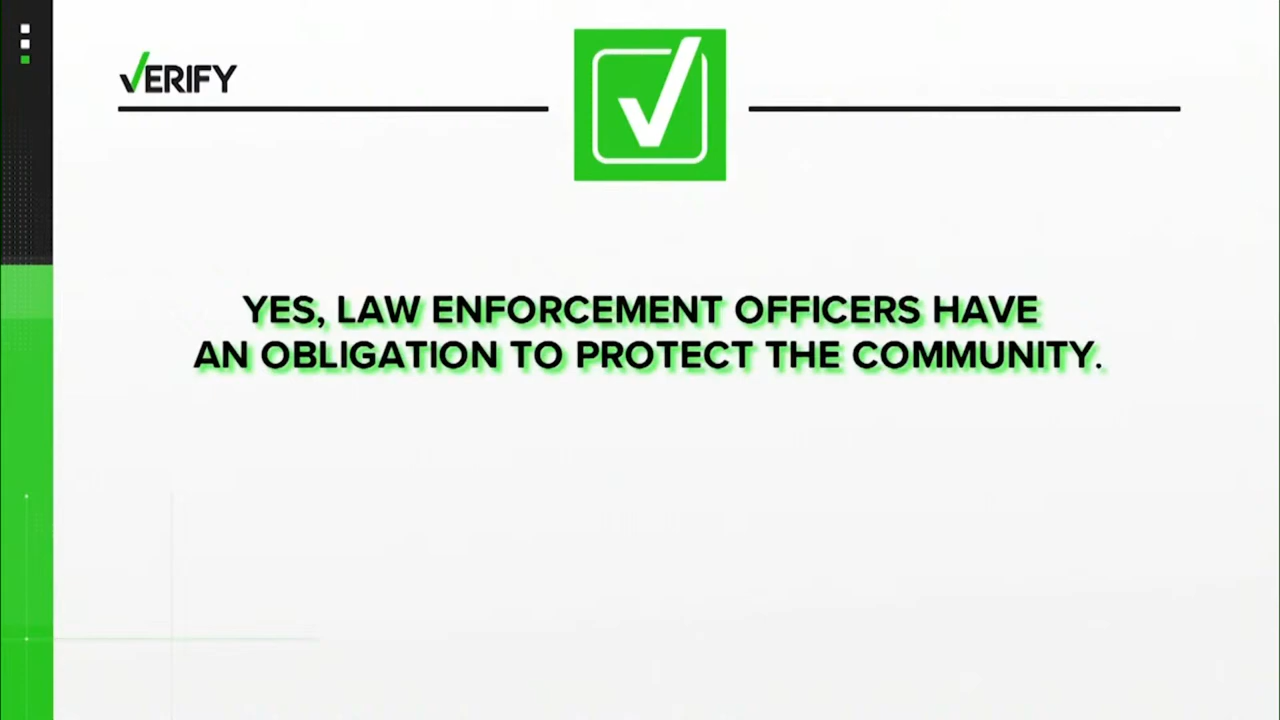 VERIFY
YES, LAW ENFORCEMENT OFFICERS HAVE
AN OBLIGATION TO PROTECT THE COMMUNITY.